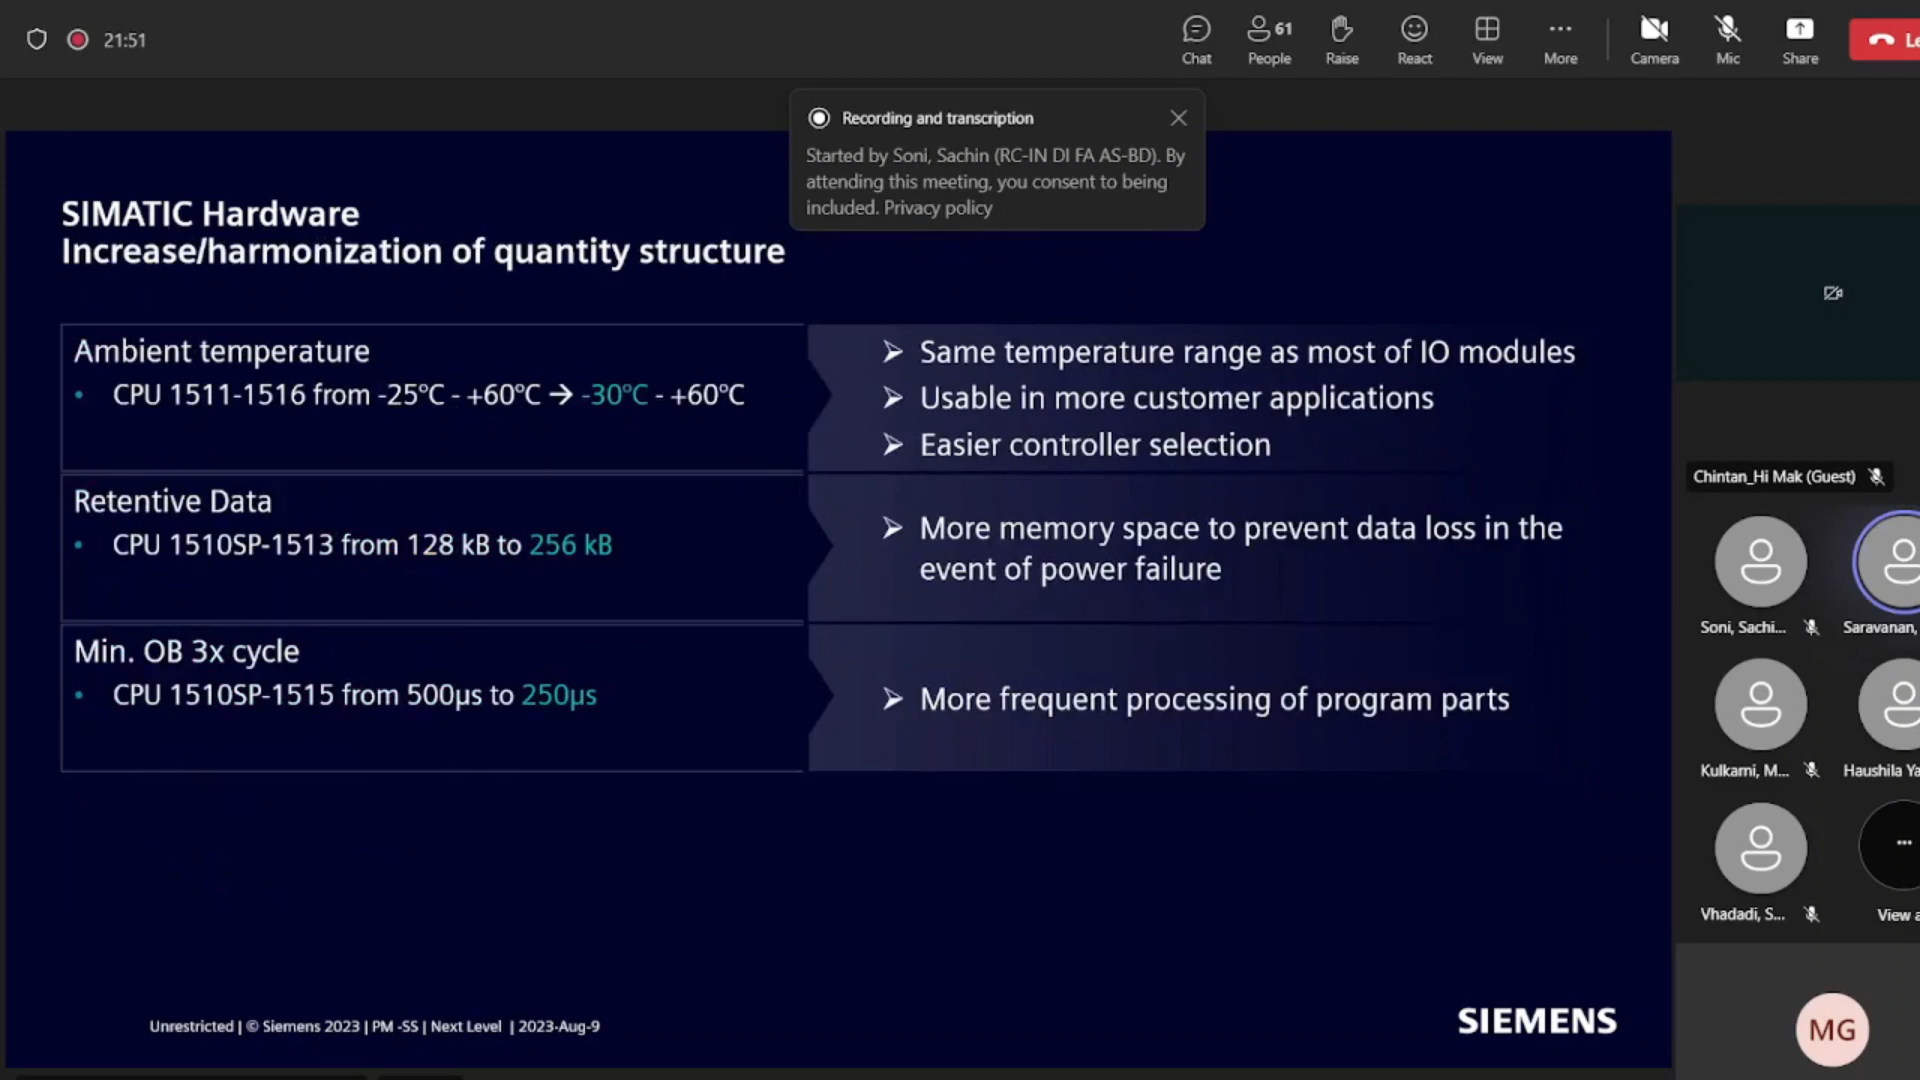 21:51
Chat
61
People
Raise
React
View
More
Camera
Mic
Share
Recording and transcription
Started by Soni, Sachin (RC-IN DI FA AS-BD). By
attending this meeting, you consent to being
included. Privacy policy
SIMATIC Hardware
Increase/harmonization of quantity structure
Ambient temperature
• CPU 1511-1516 from -25°C - +60°C → -30°C - +60°C
➢ Same temperature range as most of IO modules
➢ Usable in more customer applications
➢ Easier controller selection
Retentive Data
• CPU 1510SP-1513 from 128 kB to 256 kB
➢ More memory space to prevent data loss in the
event of power failure
Min. OB 3x cycle
• CPU 1510SP-1515 from 500µs to 250µs
➢ More frequent processing of program parts
Chintan_Hi Mak (Guest)
Soni, Sachi...
Saravanan,
Kulkarni, M...
Haushila Ya
Vhadadi, S...
View
MG
Unrestricted | © Siemens 2023 | PM -SS | Next Level | 2023-Aug-9
SIEMENS